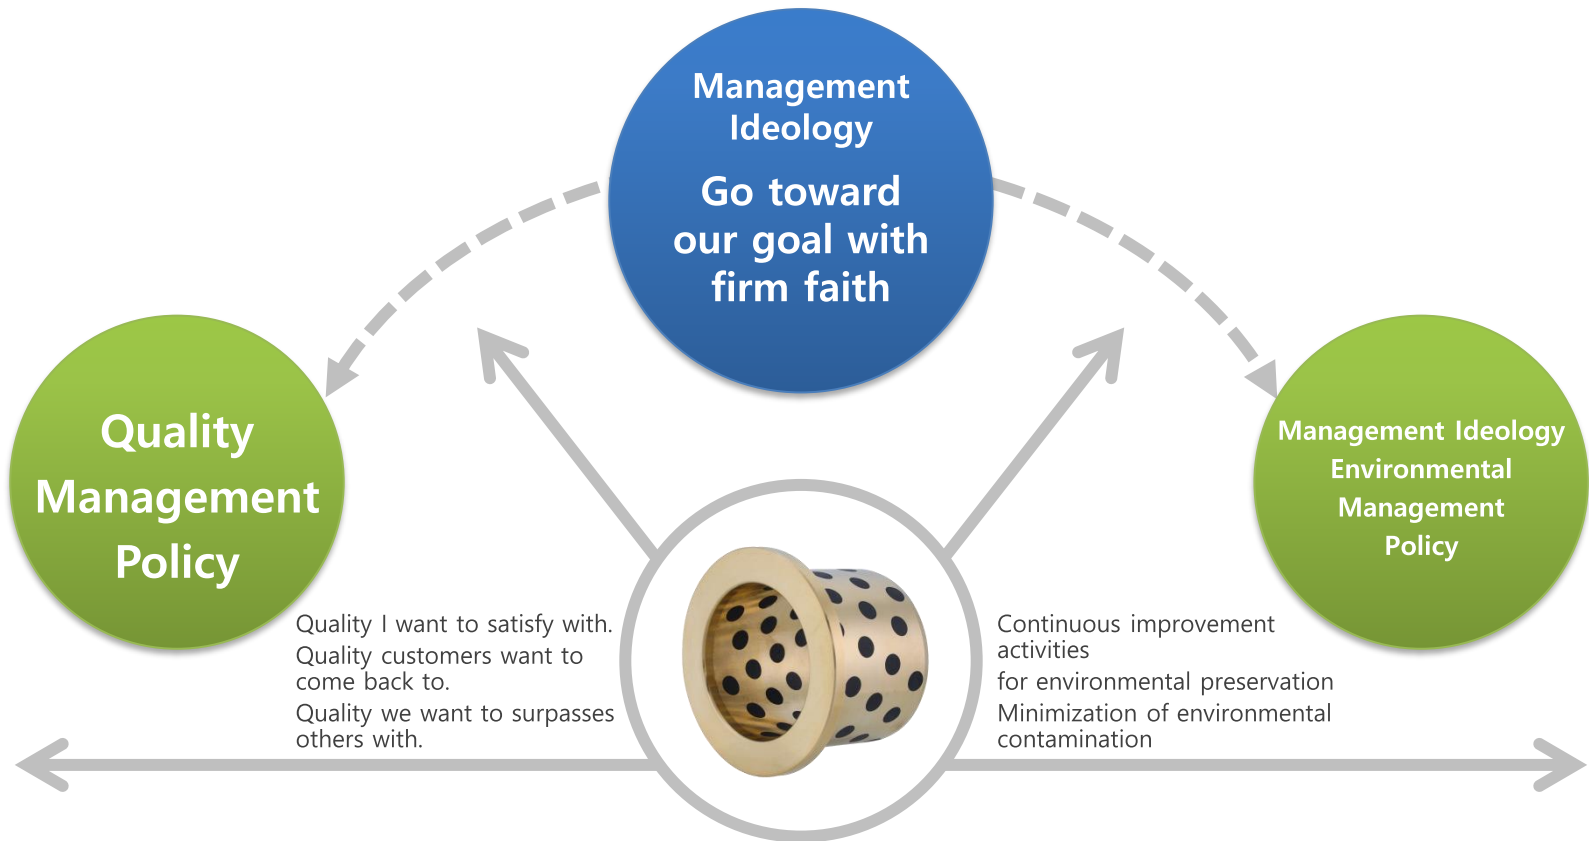 Management
Ideology
Go toward
our goal with
firm faith
Quality
Management
Policy
Management Ideology
Environmental
Management
Policy
Quality I want to satisfy with.
Quality customers want to
come back to.
Quality we want to surpasses
others with.
Continuous improvement
activities
for environmental preservation
Minimization of environmental
contamination